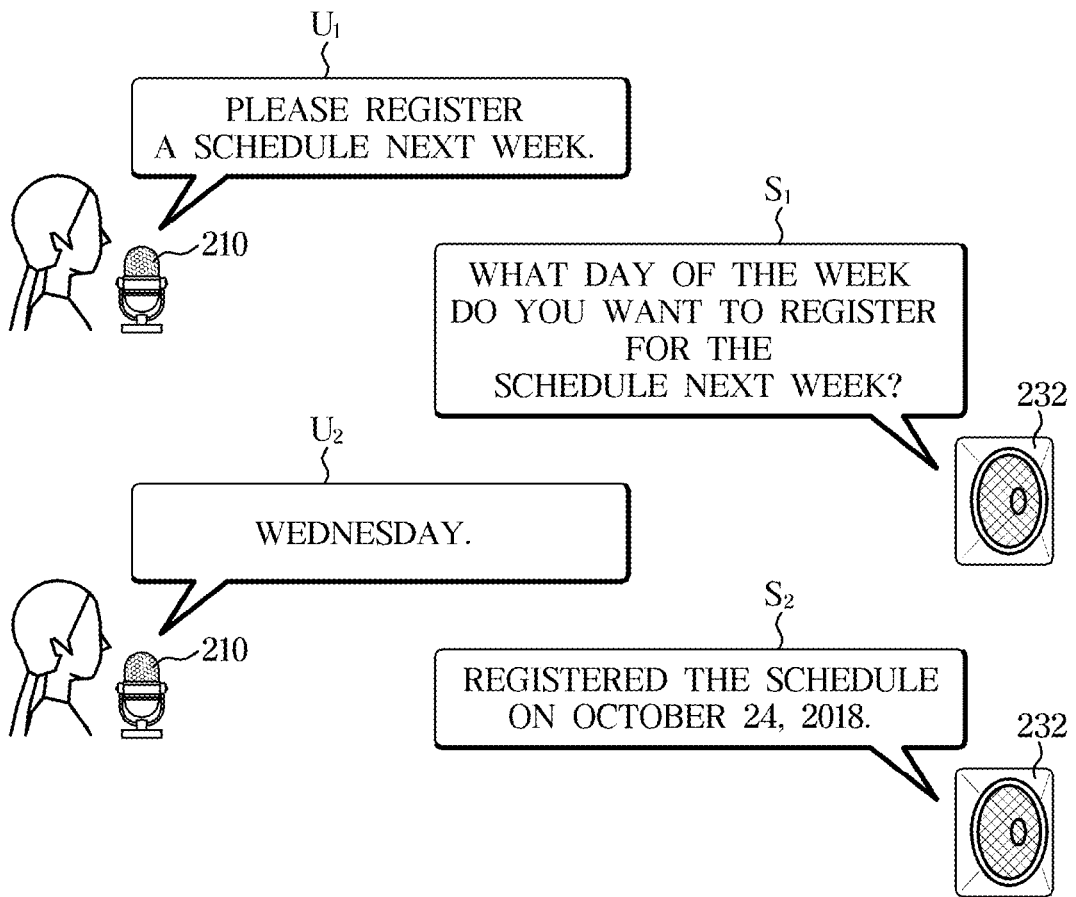 U₁
PLEASE REGISTER
A SCHEDULE NEXT WEEK.
210
S₁
WHAT DAY OF THE WEEK
DO YOU WANT TO REGISTER
FOR THE
SCHEDULE NEXT WEEK?
232
U₂
WEDNESDAY.
210
S₂
REGISTERED THE SCHEDULE
ON OCTOBER 24, 2018.
232